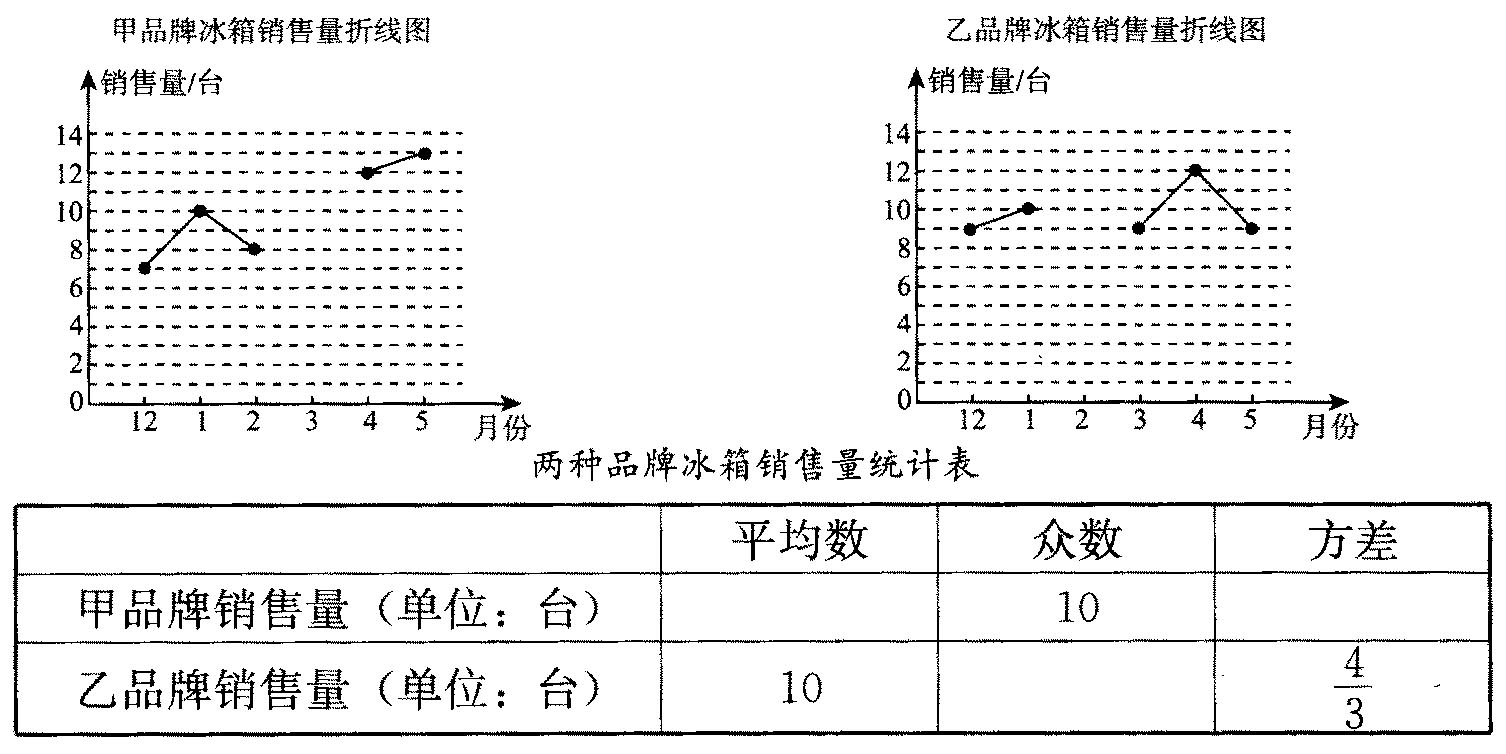 甲品牌冰箱销售量折线图
乙品牌冰箱销售量折线图
销售量/台
14
12
10
8
6
4
2
0
12 1 2 3 4 5 月份
销售量/台
14
12
10
8
6
4
2
0
12 1 2 3 4 5 月份
两种品牌冰箱销售量统计表
平均数 众数 方差
甲品牌销售量（单位：台） 10
乙品牌销售量（单位：台） 10 4/3